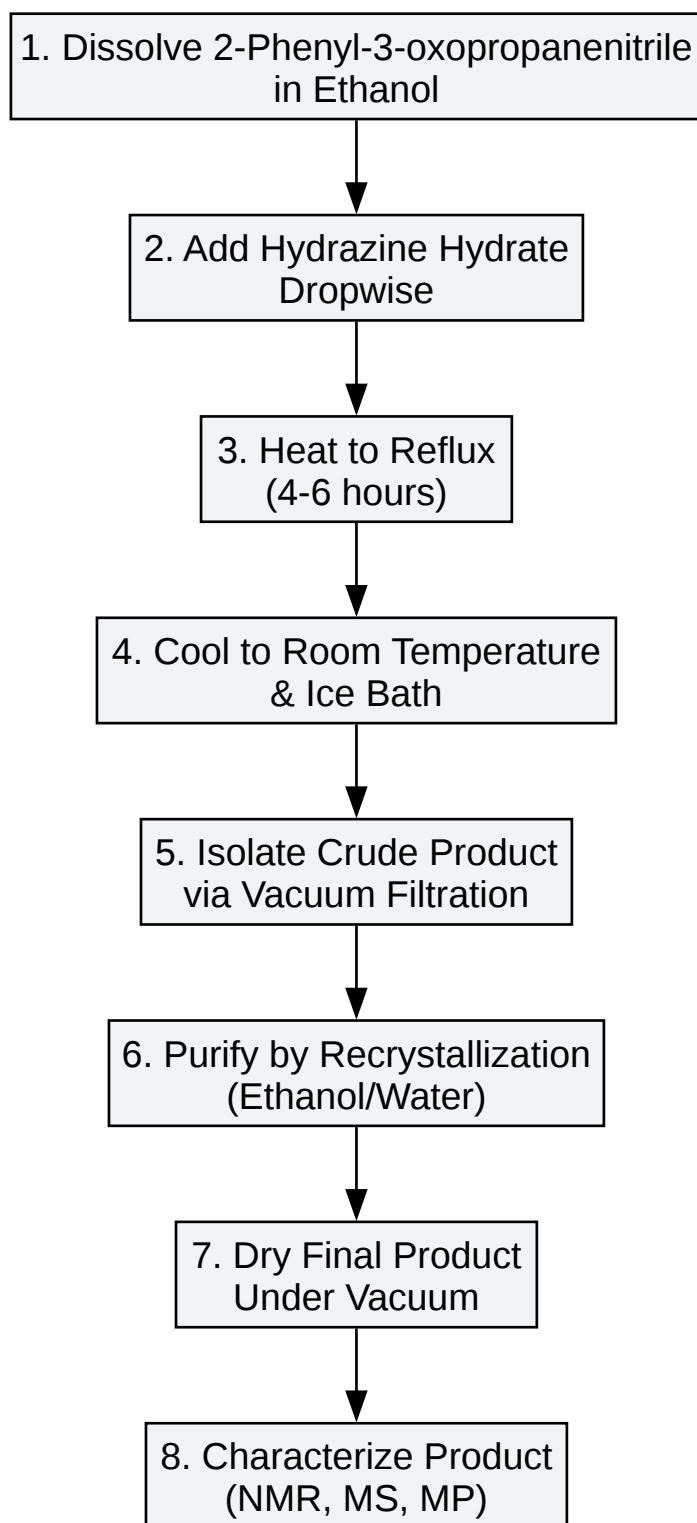 1. Dissolve 2-Phenyl-3-oxopropanenitrile
in Ethanol
2. Add Hydrazine Hydrate
Dropwise
3. Heat to Reflux
(4-6 hours)
4. Cool to Room Temperature
& Ice Bath
5. Isolate Crude Product
via Vacuum Filtration
6. Purify by Recrystallization
(Ethanol/Water)
7. Dry Final Product
Under Vacuum
8. Characterize Product
(NMR, MS, MP)